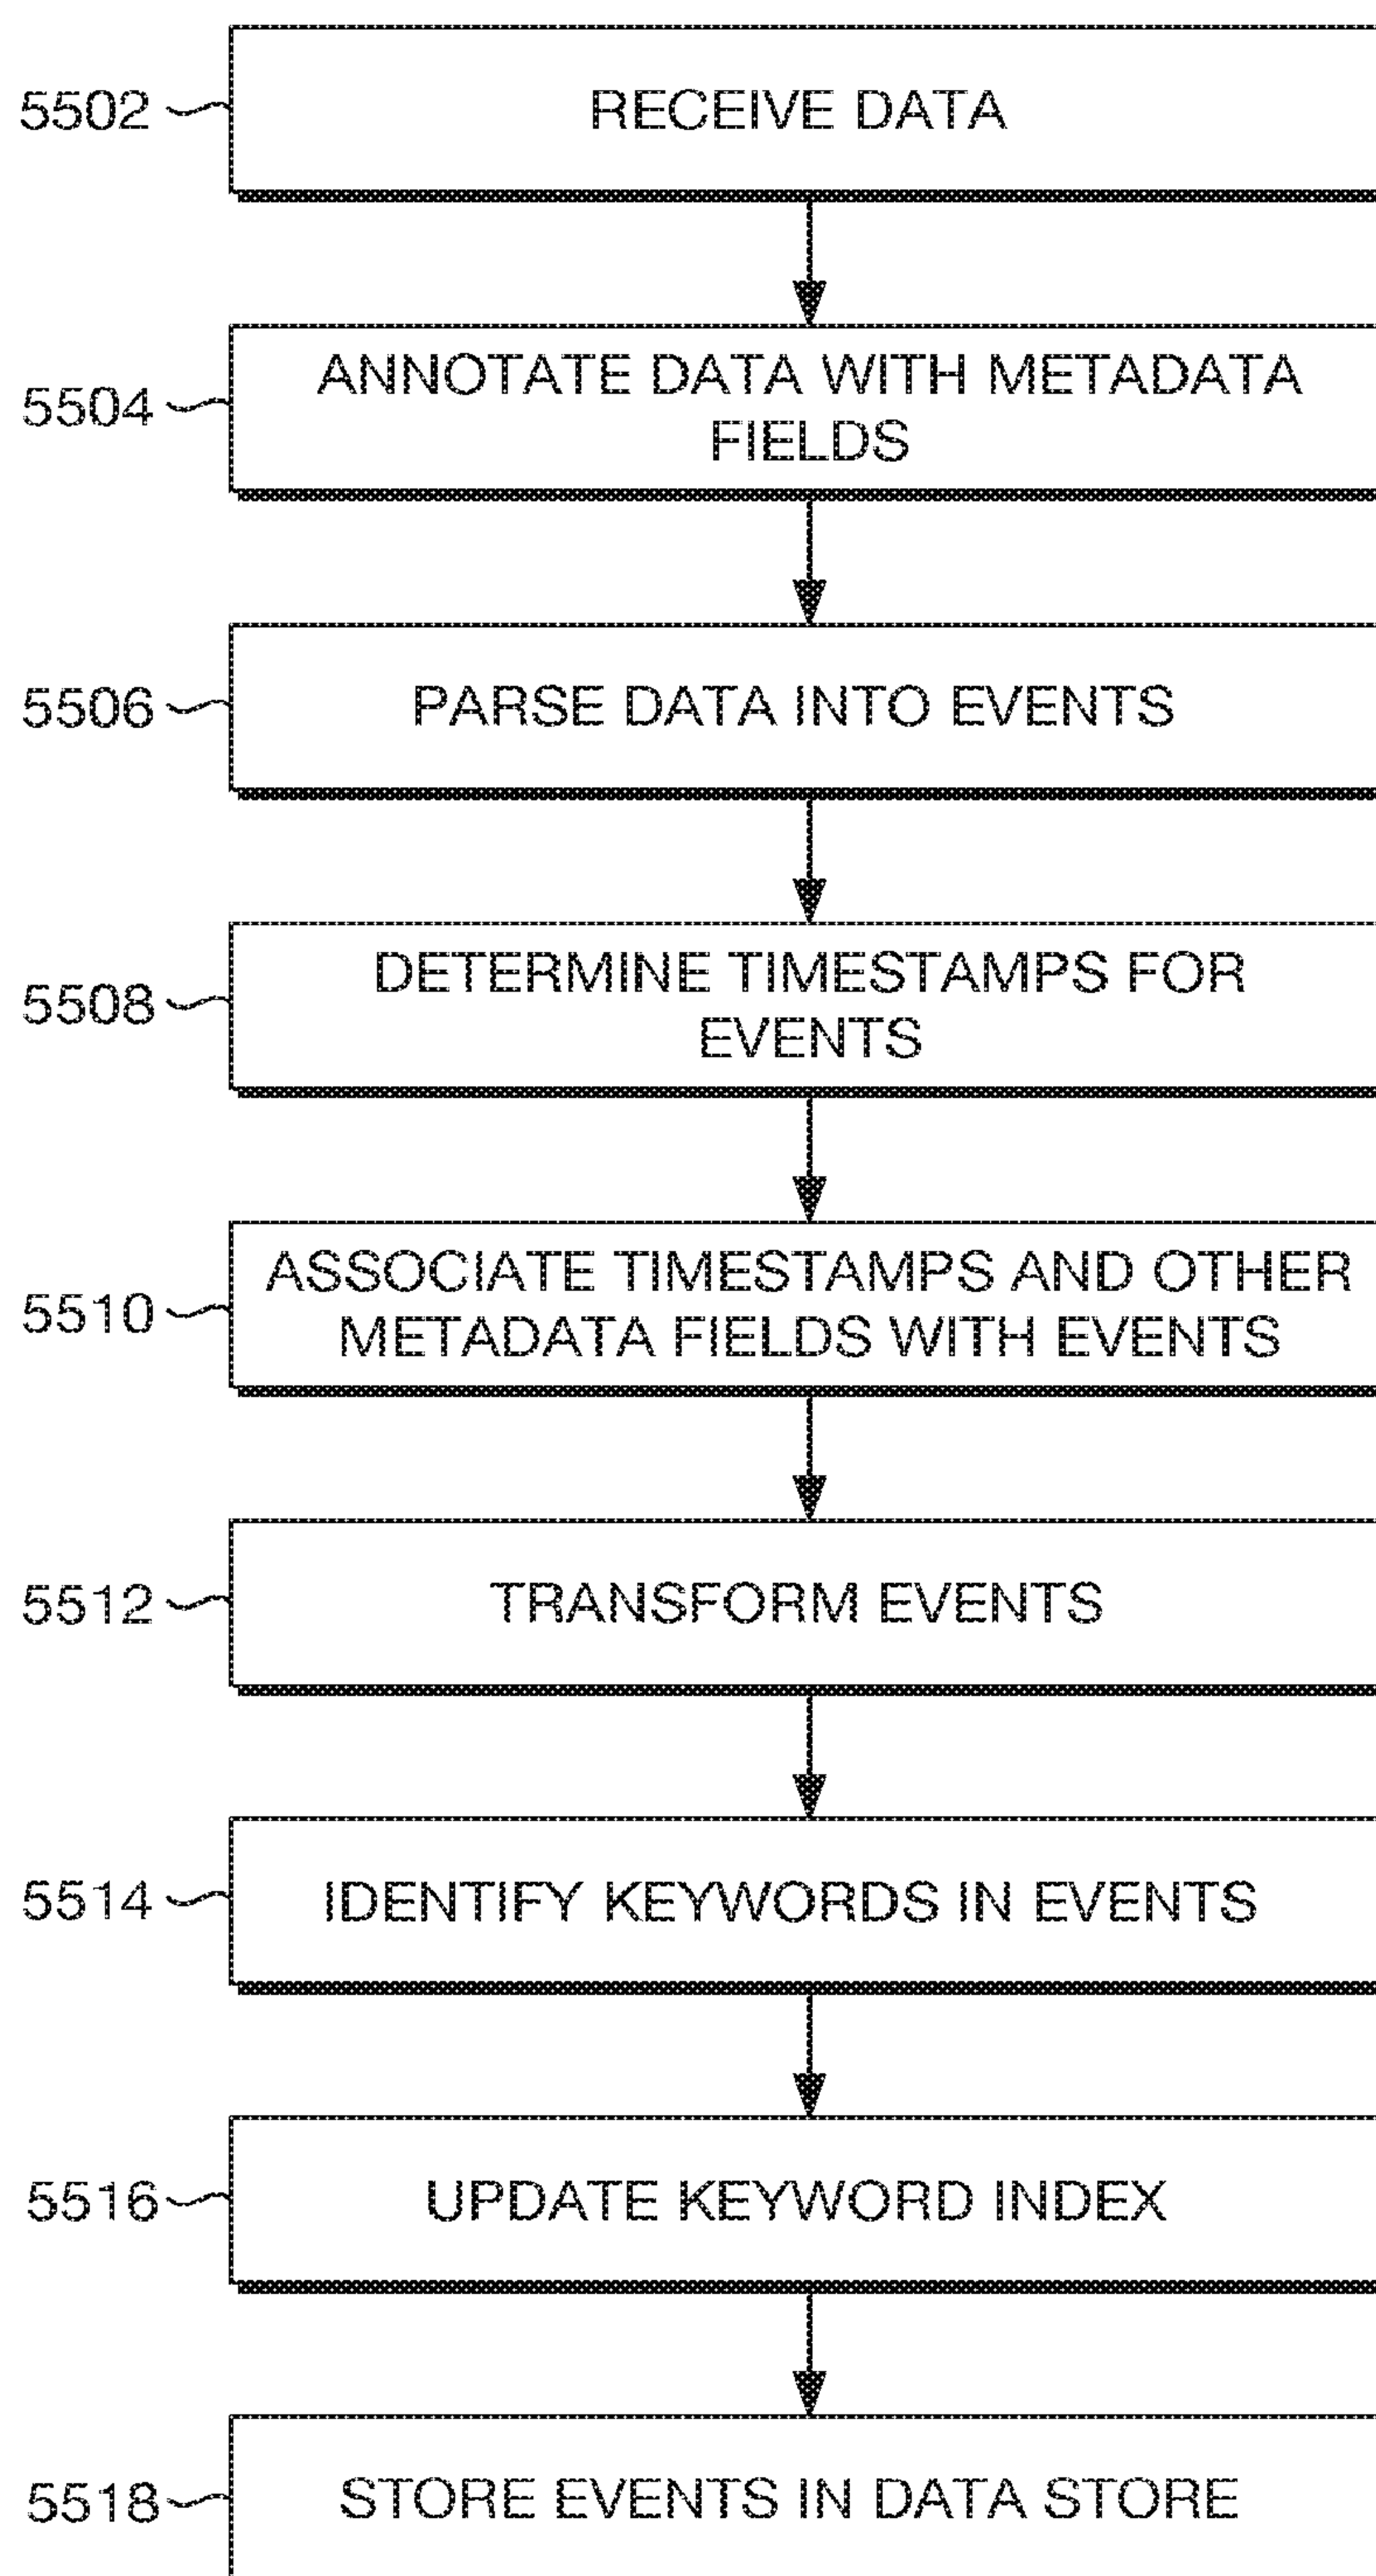 5502 RECEIVE DATA
5504 ANNOTATE DATA WITH METADATA
FIELDS
5506 PARSE DATA INTO EVENTS
5508 DETERMINE TIMESTAMPS FOR
EVENTS
5510 ASSOCIATE TIMESTAMPS AND OTHER
METADATA FIELDS WITH EVENTS
5512 TRANSFORM EVENTS
5514 IDENTIFY KEYWORDS IN EVENTS
5516 UPDATE KEYWORD INDEX
5518 STORE EVENTS IN DATA STORE